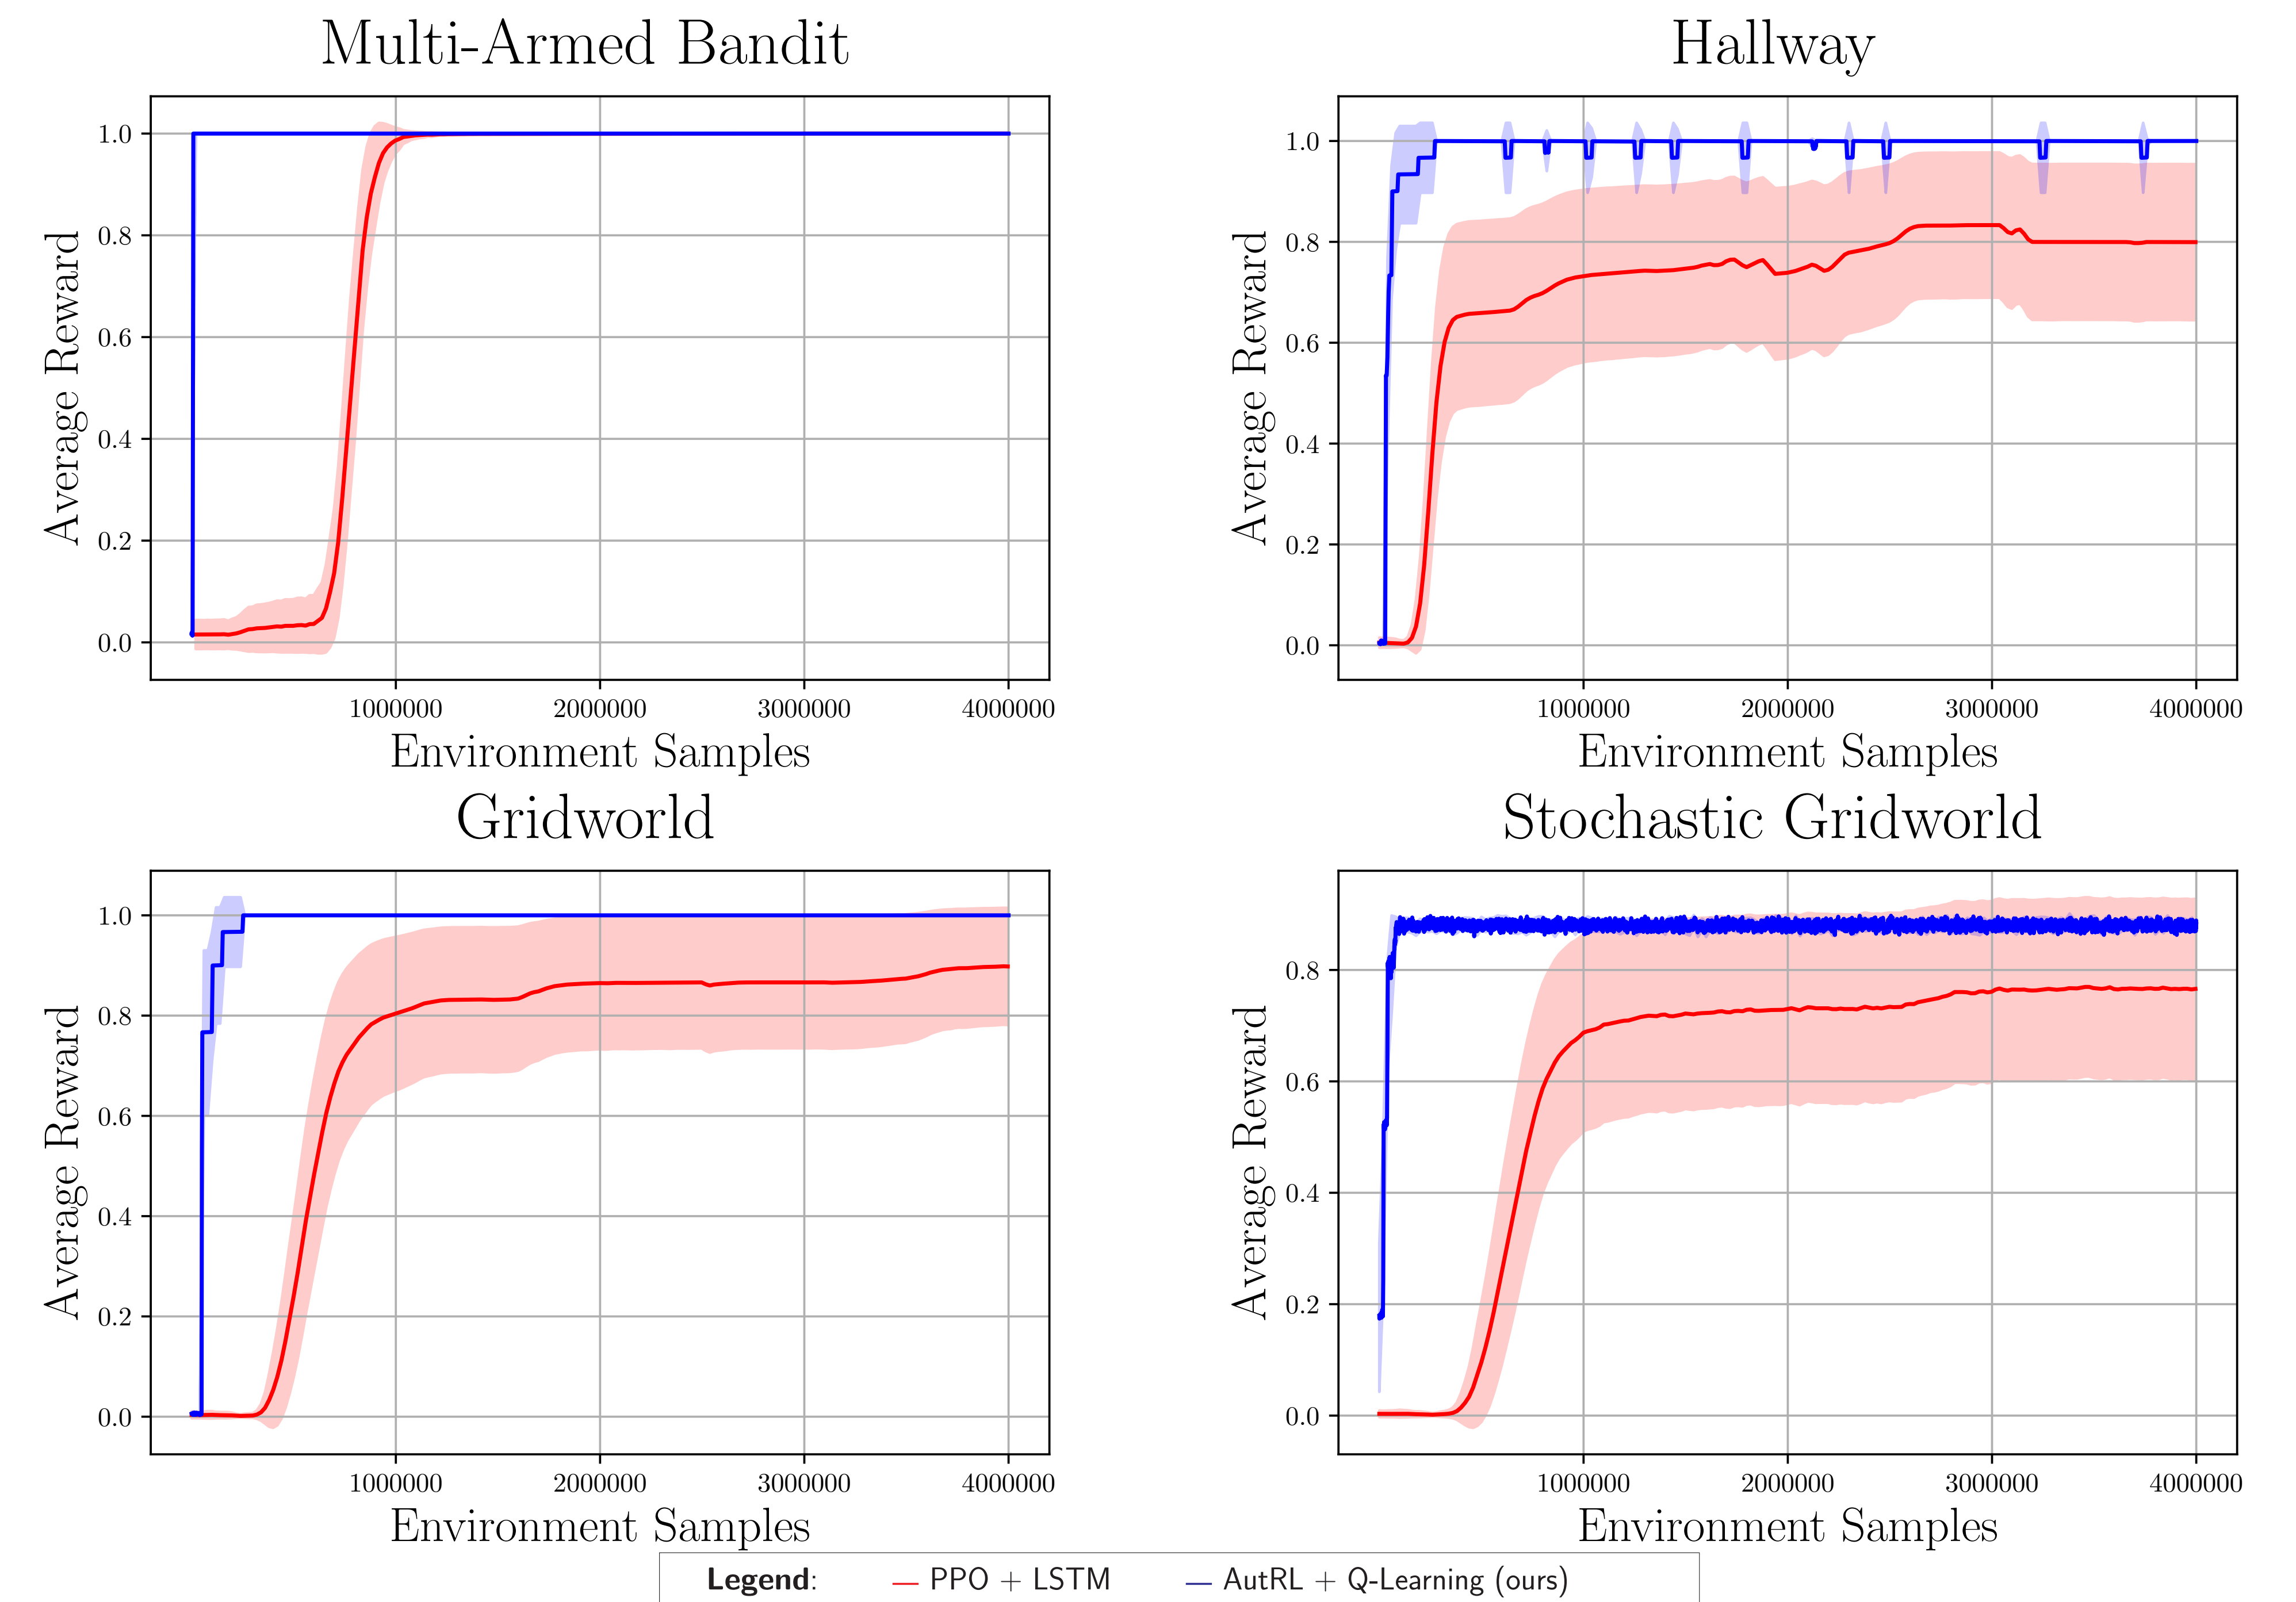 Multi-Armed Bandit
1.0
0.8
0.6
0.4
0.2
0.0
Average Reward
1000000 2000000 3000000 4000000
Environment Samples
Hallway
1.0
0.8
0.6
0.4
0.2
0.0
Average Reward
1000000 2000000 3000000 4000000
Environment Samples
Gridworld
1.0
0.8
0.6
0.4
0.2
0.0
Average Reward
1000000 2000000 3000000 4000000
Environment Samples
Stochastic Gridworld
0.8
0.6
0.4
0.2
0.0
Average Reward
1000000 2000000 3000000 4000000
Environment Samples
Legend: PPO + LSTM AutRL + Q-Learning (ours)